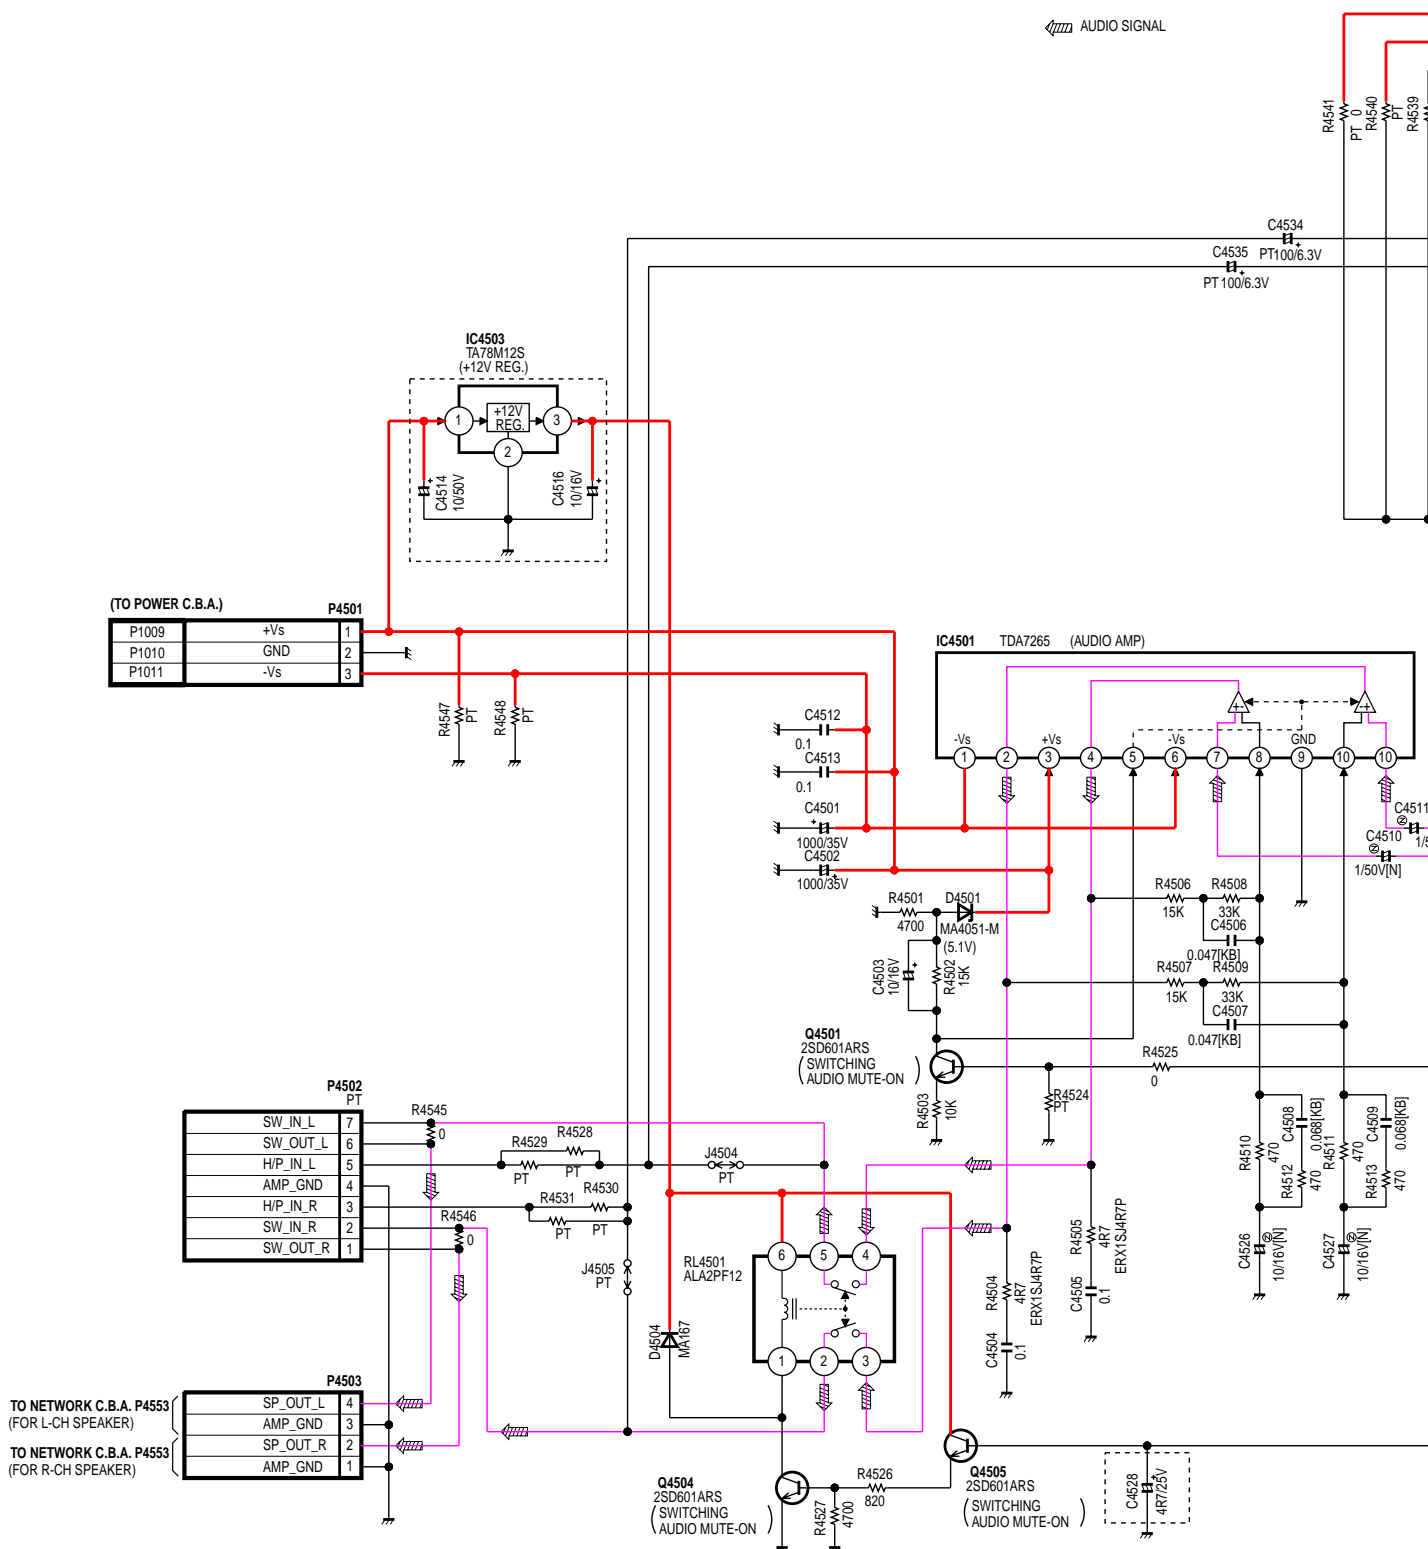 AUDIO SIGNAL
R4541
PT 0
R4540
PT
R4539
C4534
PT100/6.3V
C4535
PT 100/6.3V
IC4503
TA78M12S
(+12V REG.)
1
+12V
REG.
3
2
C4514
10/50V
C4516
10/16V
(TO POWER C.B.A.)
P4501
P1009 +Vs 1
P1010 GND 2
P1011 -Vs 3
R4547
PT
R4548
PT
IC4501 TDA7265 (AUDIO AMP)
-Vs +Vs -Vs GND
1 2 3 4 5 6 7 8 9 10 10
C4512
0.1
C4513
0.1
C4501
1000/35V
C4502
1000/35V
C4511
1/5
C4510
1/50V[N]
R4501
4700
D4501
MA4051-M
(5.1V)
C4503
10/16V
R4502
15K
R4506
15K
R4508
33K
C4506
0.047[KB]
R4507
15K
R4509
33K
C4507
0.047[KB]
Q4501
2SD601ARS
(SWITCHING
AUDIO MUTE-ON)
R4503
10K
R4524
PT
R4525
0
P4502
PT
SW_IN_L 7
SW_OUT_L 6
H/P_IN_L 5
AMP_GND 4
H/P_IN_R 3
SW_IN_R 2
SW_OUT_R 1
R4545
0
R4546
0
R4529
PT
R4528
PT
R4531
PT
R4530
PT
J4504
PT
J4505
PT
RL4501
ALA2PF12
6 5 4
1 2 3
D4504
MA167
R4504
4R7
ERX1SJ4R7P
C4504
0.1
R4505
4R7
ERX1SJ4R7P
C4505
0.1
R4510
470
C4508
0.068[KB]
R4512
470
C4526
10/16V[N]
R4511
470
C4509
0.068[KB]
R4513
470
C4527
10/16V[N]
P4503
TO NETWORK C.B.A. P4553
(FOR L-CH SPEAKER)
TO NETWORK C.B.A. P4553
(FOR R-CH SPEAKER)
SP_OUT_L 4
AMP_GND 3
SP_OUT_R 2
AMP_GND 1
Q4504
2SD601ARS
(SWITCHING
AUDIO MUTE-ON)
R4527
4700
R4526
820
Q4505
2SD601ARS
(SWITCHING
AUDIO MUTE-ON)
C4528
4R7/25V